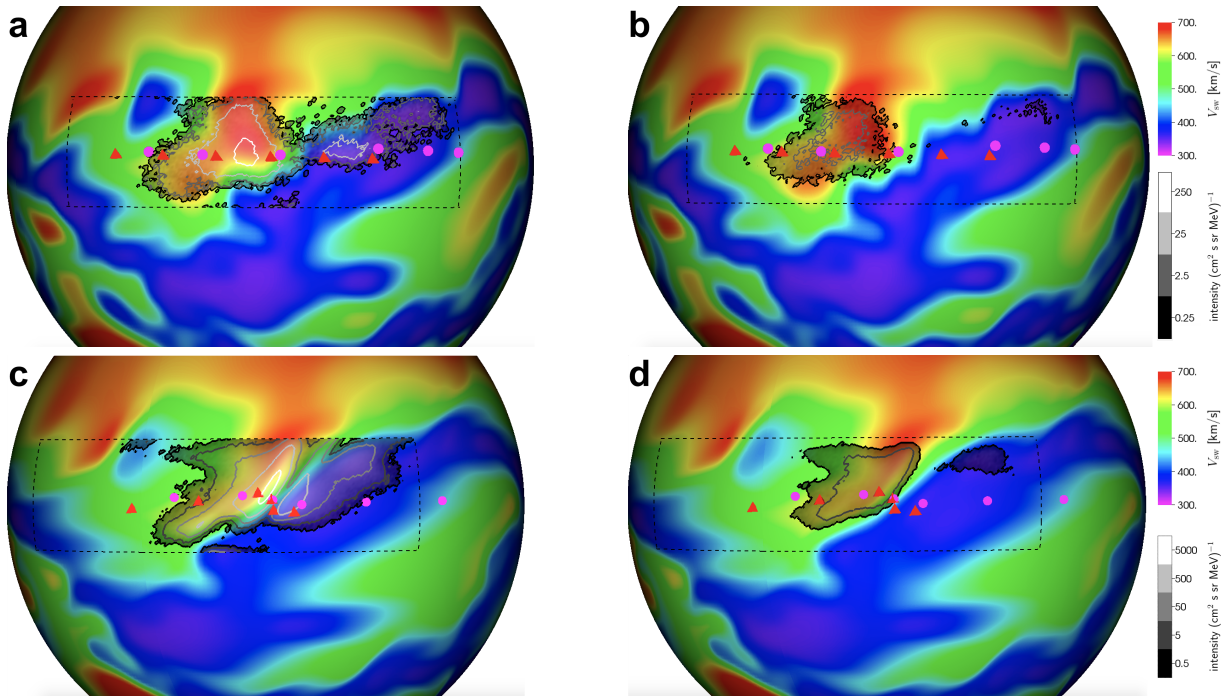 a
b
700.
600.
500.
400.
300.
V_sw [km/s]
250
25
2.5
0.25
intensity (cm² s sr MeV)⁻¹
c
d
700.
600.
500.
400.
300.
V_sw [km/s]
5000
500
50
5
0.5
intensity (cm² s sr MeV)⁻¹